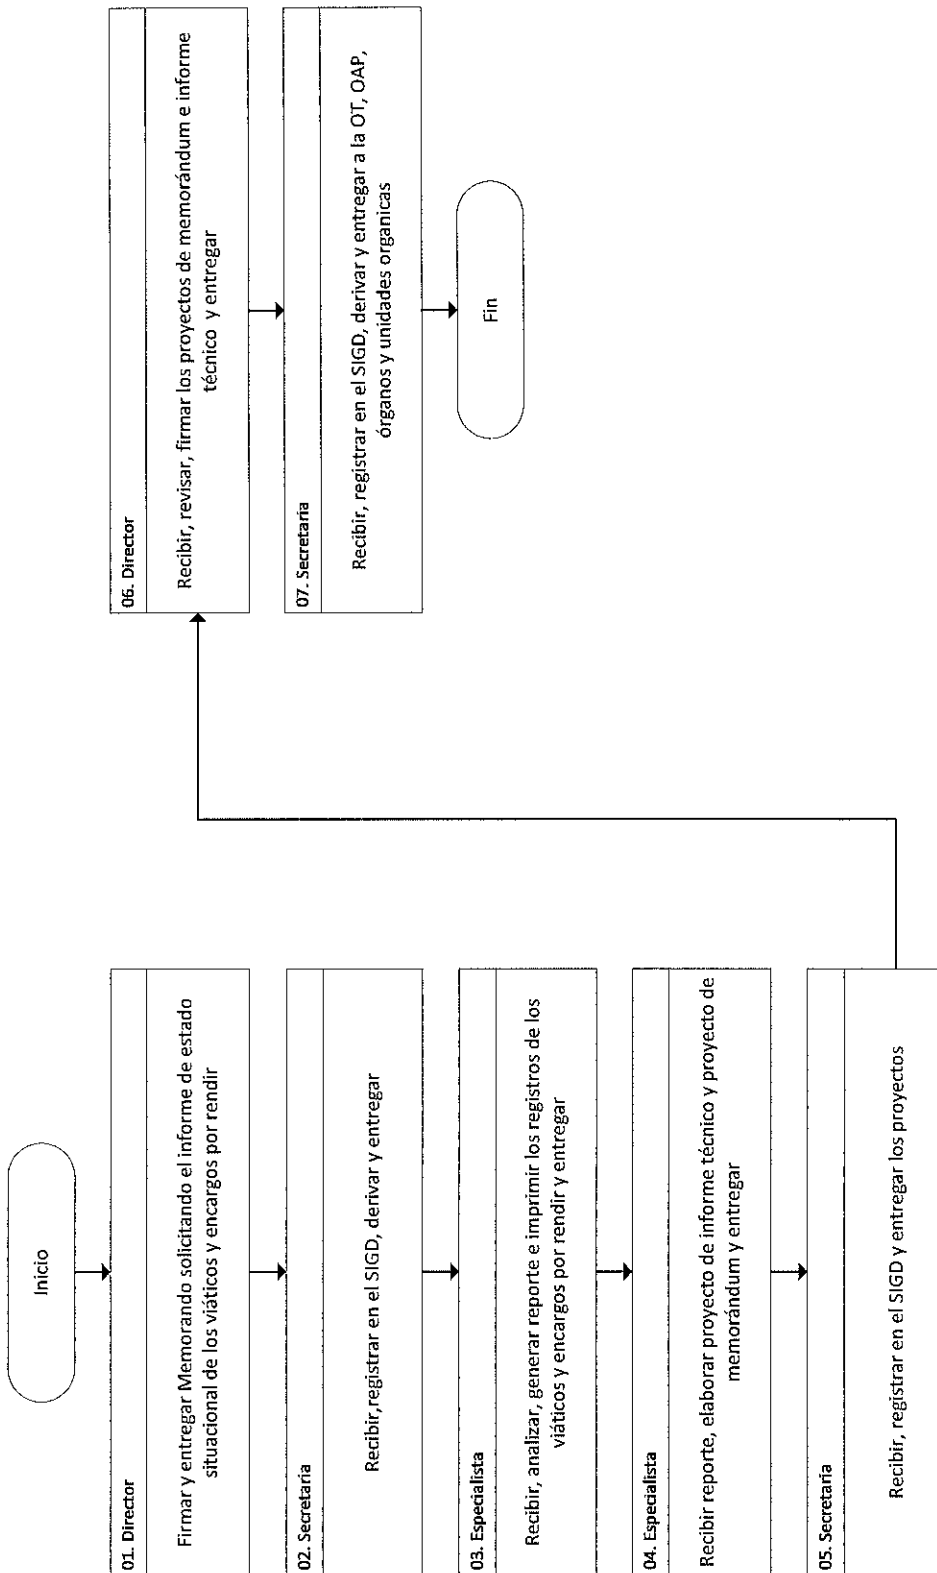 Inicio
01. Director
Firmar y entregar Memorando solicitando el informe de estado
situacional de los viáticos y encargos por rendir
02. Secretaria
Recibir,registrar en el SIGD, derivar y entregar
03. Especialista
Recibir, analizar, generar reporte e imprimir los registros de los
viáticos y encargos por rendir y entregar
04. Especialista
Recibir reporte, elaborar proyecto de informe técnico y proyecto de
memorándum y entregar
05. Secretaria
Recibir, registrar en el SIGD y entregar los proyectos
06. Director
Recibir, revisar, firmar los proyectos de memorándum e informe
técnico y entregar
07. Secretaria
Recibir, registrar en el SIGD, derivar y entregar a la OT, OAP,
órganos y unidades organicas
Fin